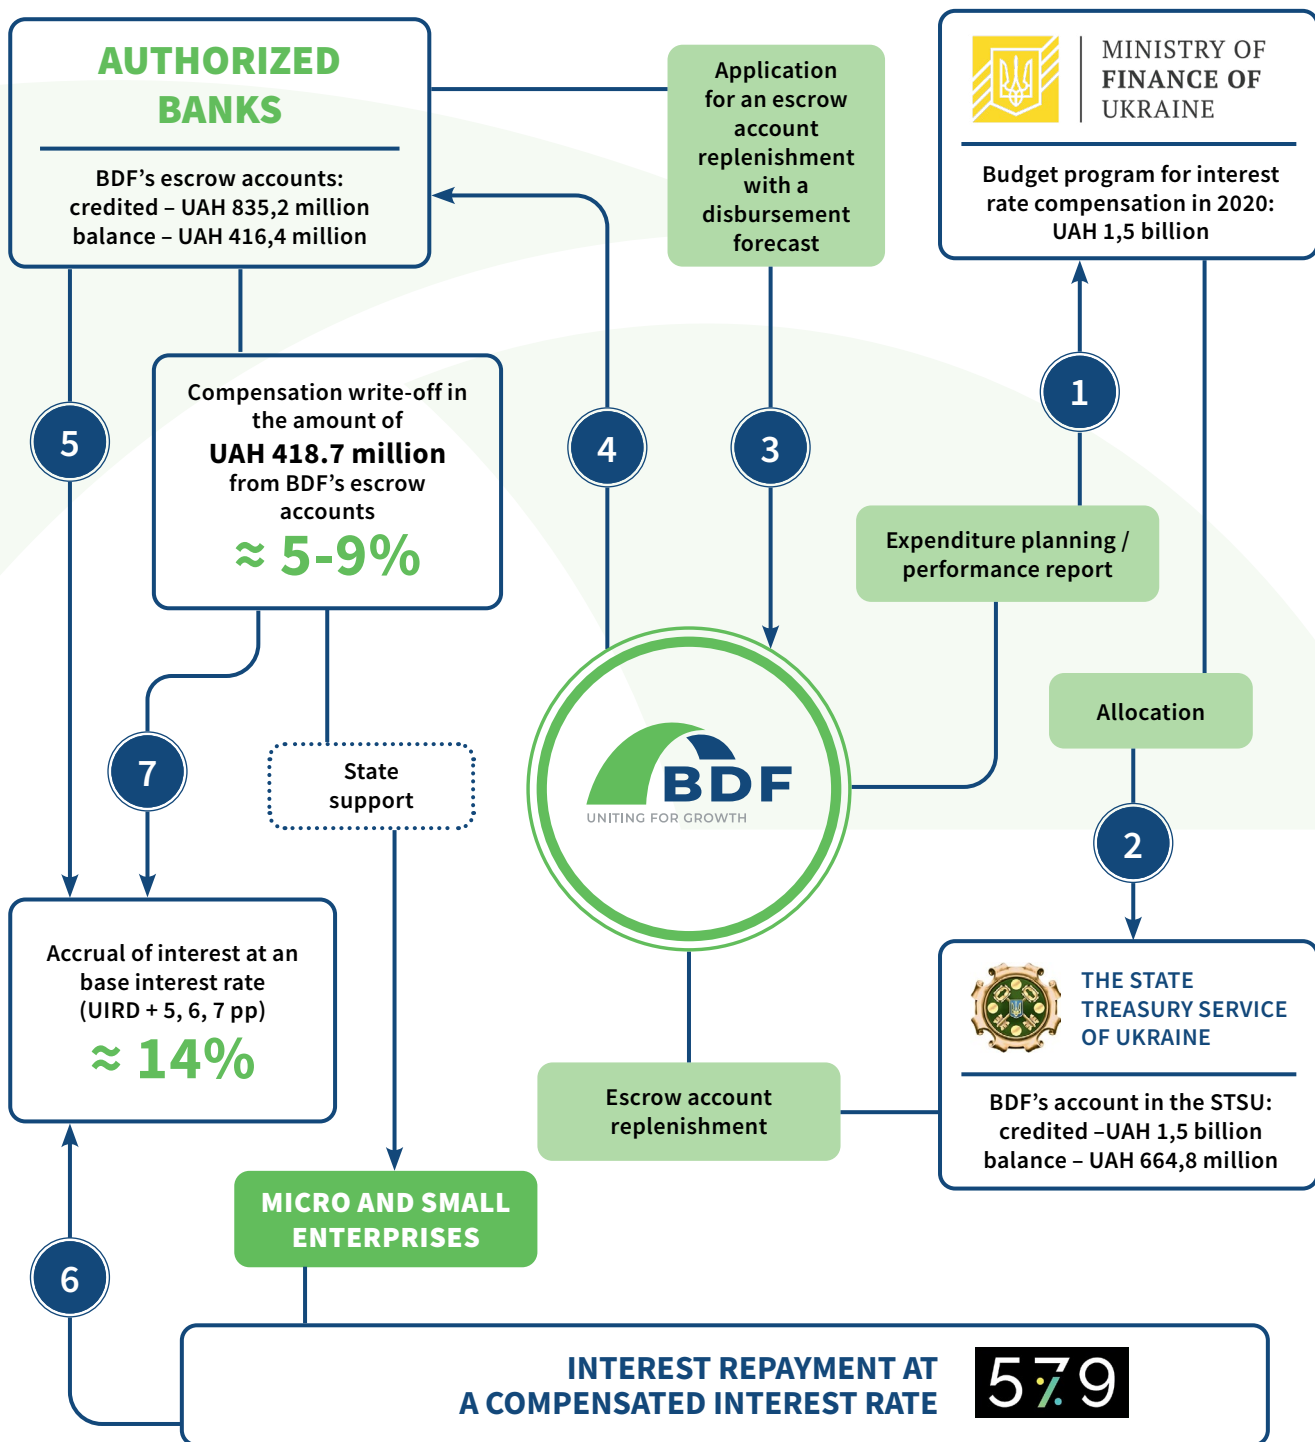 AUTHORIZED
BANKS
BDF's escrow accounts:
credited – UAH 835,2 million
balance – UAH 416,4 million
Application
for an escrow
account
replenishment
with a
disbursement
forecast
MINISTRY OF
FINANCE OF
UKRAINE
Budget program for interest
rate compensation in 2020:
UAH 1,5 billion
Compensation write-off in
the amount of
UAH 418.7 million
from BDF's escrow
accounts
≈ 5-9%
5
4
3
1
Expenditure planning /
performance report
Allocation
7
State
support
BDF
UNITING FOR GROWTH
2
Accrual of interest at an
base interest rate
(UIRD + 5, 6, 7 pp)
≈ 14%
THE STATE
TREASURY SERVICE
OF UKRAINE
BDF's account in the STSU:
credited –UAH 1,5 billion
balance – UAH 664,8 million
Escrow account
replenishment
MICRO AND SMALL
ENTERPRISES
6
INTEREST REPAYMENT AT
A COMPENSATED INTEREST RATE
579